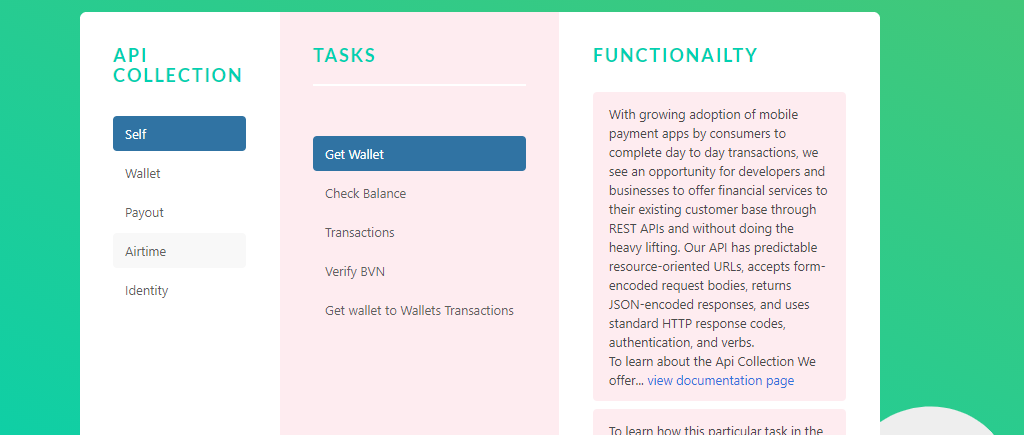 API
COLLECTION
Self
Wallet
Payout
Airtime
Identity
TASKS
Get Wallet
Check Balance
Transactions
Verify BVN
Get wallet to Wallets Transactions
FUNCTIONAILTY
With growing adoption of mobile
payment apps by consumers to
complete day to day transactions, we
see an opportunity for developers and
businesses to offer financial services to
their existing customer base through
REST APIs and without doing the
heavy lifting. Our API has predictable
resource-oriented URLs, accepts form-
encoded request bodies, returns
JSON-encoded responses, and uses
standard HTTP response codes,
authentication, and verbs.
To learn about the Api Collection We
offer... view documentation page
To learn how this particular task in the